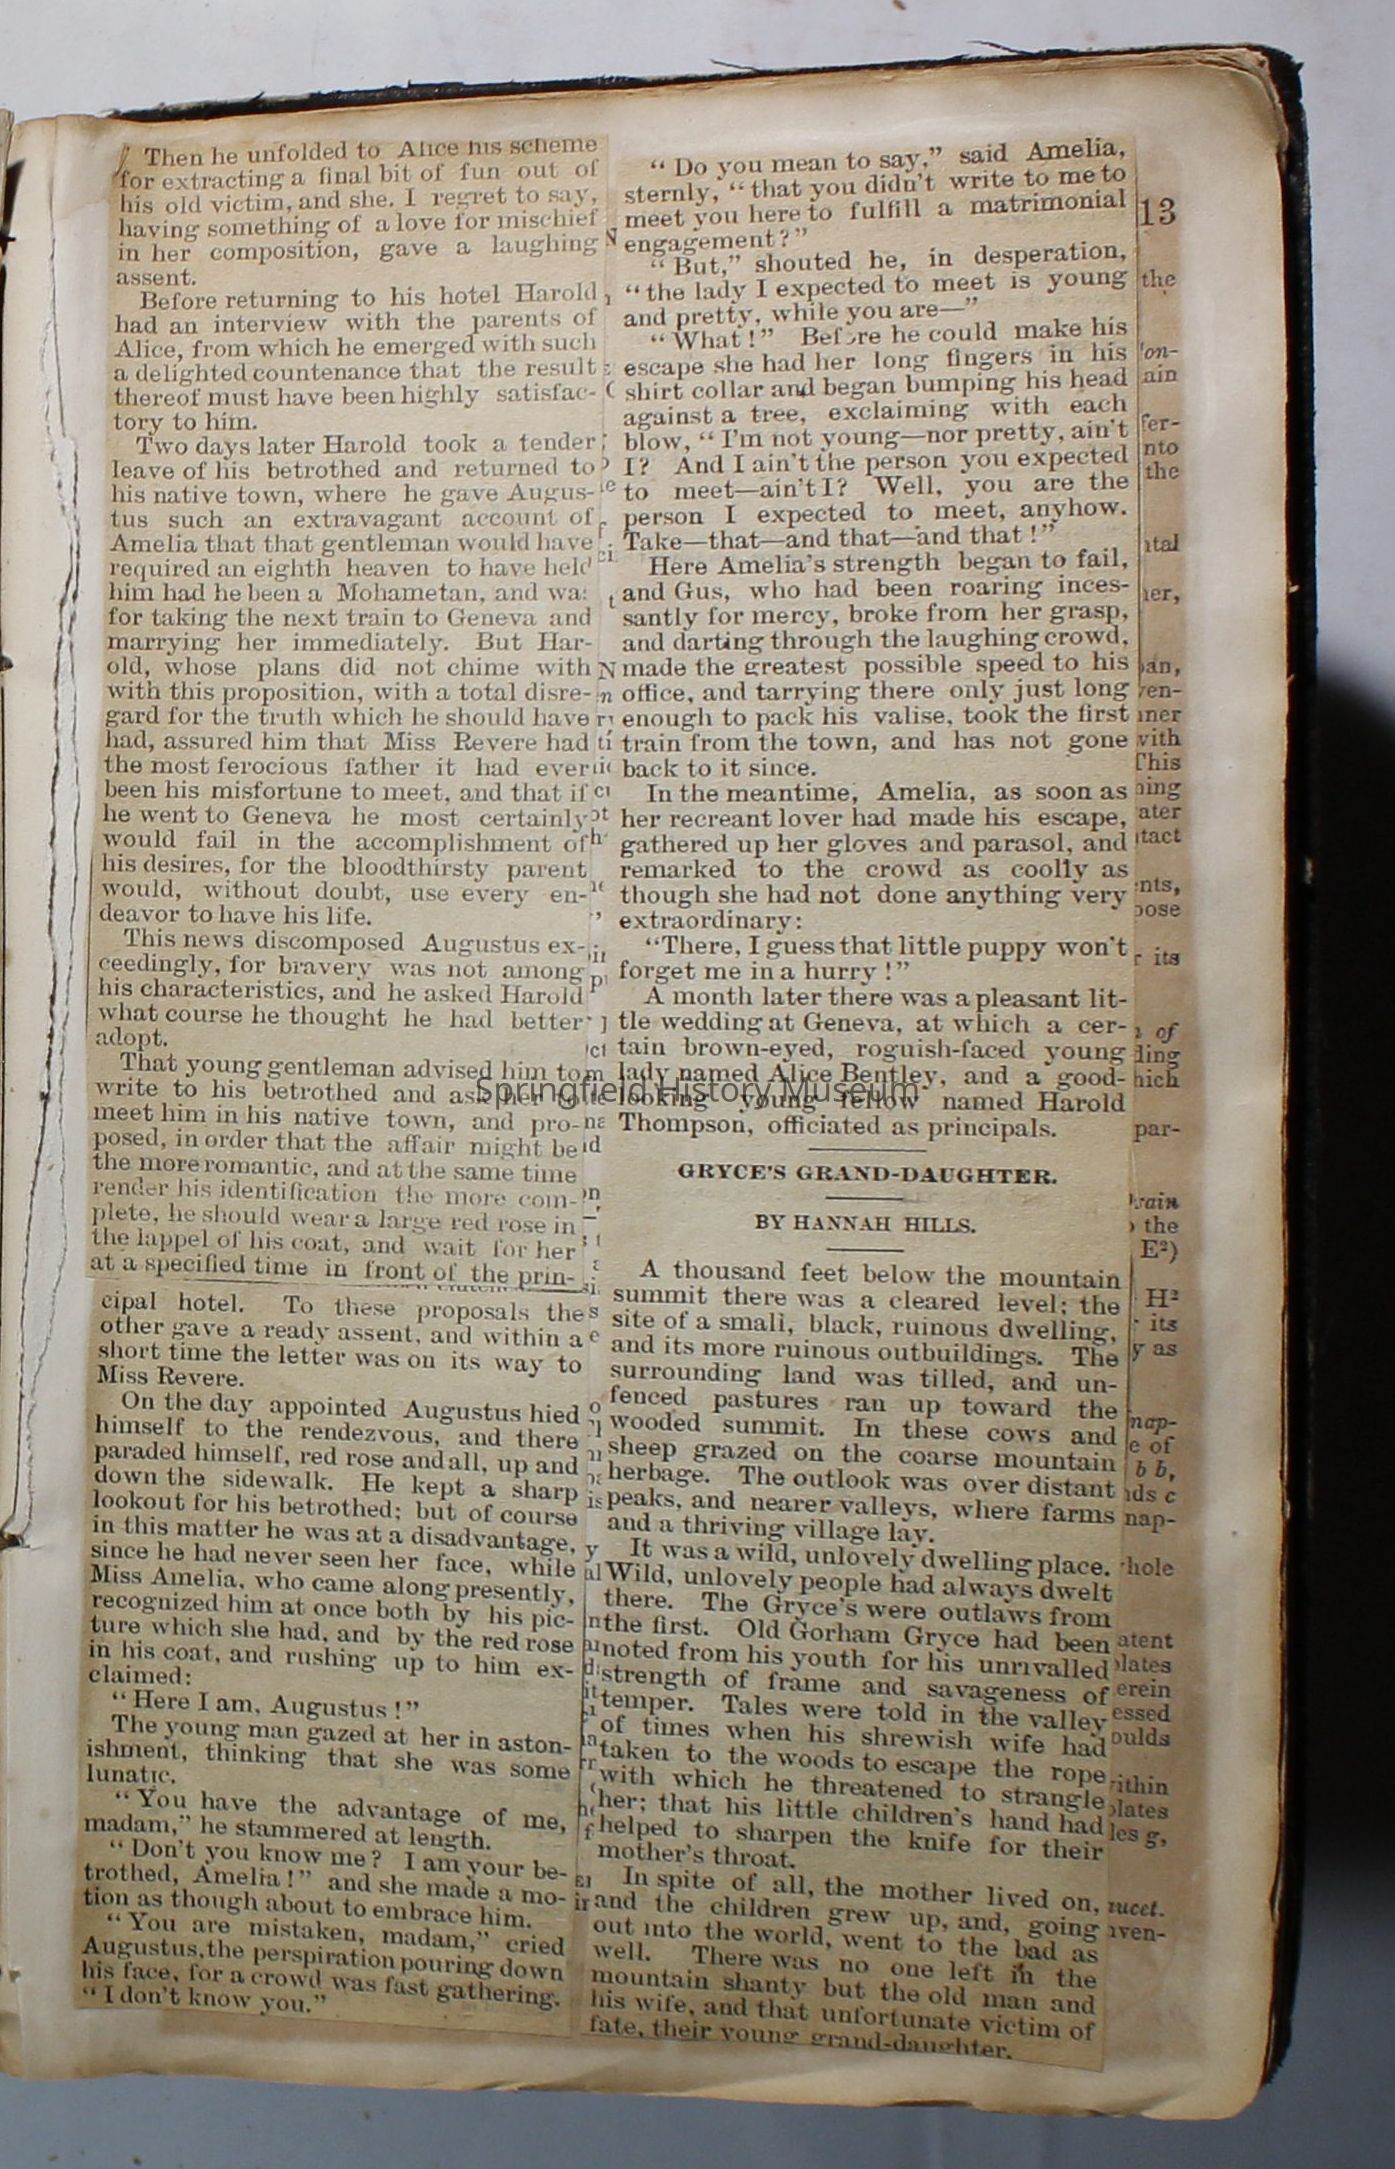 Then he unfolded to Alice his scheme
for extracting a final bit of fun out of
his old victim, and she. I regret to say,
having something of a love for mischief
in her composition, gave a laughing
assent.
Before returning to his hotel Harold
had an interview with the parents of
Alice, from which he emerged with such
a delighted countenance that the result
thereof must have been highly satisfac-
tory to him.
Two days later Harold took a tender
leave of his betrothed and returned to
his native town, where he gave Augus-
tus such an extravagant account of
Amelia that that gentleman would have
required an eighth heaven to have held
him had he been a Mohametan, and was
for taking the next train to Geneva and
marrying her immediately. But Har-
old, whose plans did not chime with
with this proposition, with a total disre-
gard for the truth which he should have
had, assured him that Miss Revere had
the most ferocious father it had ever
been his misfortune to meet, and that if
he went to Geneva he most certainly
would fail in the accomplishment of
his desires, for the bloodthirsty parent
would, without doubt, use every en-
deavor to have his life.
This news discomposed Augustus ex-
ceedingly, for bravery was not among
his characteristics, and he asked Harold
what course he thought he had better
adopt.
That young gentleman advised him to
write to his betrothed and ask her to
meet him in his native town, and pro-
posed, in order that the affair might be
the more romantic, and at the same time
render his identification the more com-
plete, he should wear a large red rose in
the lappel of his coat, and wait for her
at a specified time in front of the prin-
cipal hotel. To these proposals the
other gave a ready assent, and within a
short time the letter was on its way to
Miss Revere.
On the day appointed Augustus hied
himself to the rendezvous, and there
paraded himself, red rose and all, up and
down the sidewalk. He kept a sharp
lookout for his betrothed; but of course
in this matter he was at a disadvantage,
since he had never seen her face, while
Miss Amelia, who came along presently,
recognized him at once both by his pic-
ture which she had, and by the red rose
in his coat, and rushing up to him ex-
claimed:
"Here I am, Augustus!"
The young man gazed at her in aston-
ishment, thinking that she was some
lunatic.
"You have the advantage of me,
madam," he stammered at length.
"Don't you know me? I am your be-
trothed, Amelia!" and she made a mo-
tion as though about to embrace him.
"You are mistaken, madam," cried
Augustus, the perspiration pouring down
his face, for a crowd was fast gathering.
"I don't know you."
"Do you mean to say," said Amelia,
sternly, "that you didn't write to me to
meet you here to fulfill a matrimonial
engagement?"
"But," shouted he, in desperation,
"the lady I expected to meet is young
and pretty, while you are—"
"What!" Before he could make his
escape she had her long fingers in his
shirt collar and began bumping his head
against a tree, exclaiming with each
blow, "I'm not young—nor pretty, ain't
I? And I ain't the person you expected
to meet—ain't I? Well, you are the
person I expected to meet, anyhow.
Take—that—and that—and that!"
Here Amelia's strength began to fail,
and Gus, who had been roaring inces-
santly for mercy, broke from her grasp,
and darting through the laughing crowd,
made the greatest possible speed to his
office, and tarrying there only just long
enough to pack his valise, took the first
train from the town, and has not gone
back to it since.
In the meantime, Amelia, as soon as
her recreant lover had made his escape,
gathered up her gloves and parasol, and
remarked to the crowd as coolly as
though she had not done anything very
extraordinary:
"There, I guess that little puppy won't
forget me in a hurry!"
A month later there was a pleasant lit-
tle wedding at Geneva, at which a cer-
tain brown-eyed, roguish-faced young
lady named Alice Bentley, and a good-
looking young fellow named Harold
Thompson, officiated as principals.
GRYCE'S GRAND-DAUGHTER.
BY HANNAH HILLS.
A thousand feet below the mountain
summit there was a cleared level; the
site of a small, black, ruinous dwelling,
and its more ruinous outbuildings. The
surrounding land was tilled, and un-
fenced pastures ran up toward the
wooded summit. In these cows and
sheep grazed on the coarse mountain
herbage. The outlook was over distant
peaks, and nearer valleys, where farms
and a thriving village lay.
It was a wild, unlovely dwelling place.
Wild, unlovely people had always dwelt
there. The Gryce's were outlaws from
the first. Old Gorham Gryce had been
noted from his youth for his unrivalled
strength of frame and savageness of
temper. Tales were told in the valley
of times when his shrewish wife had
taken to the woods to escape the rope
with which he threatened to strangle
her; that his little children's hand had
helped to sharpen the knife for their
mother's throat.
In spite of all, the mother lived on,
and the children grew up, and, going
out into the world, went to the bad as
well. There was no one left in the
mountain shanty but the old man and
his wife, and that unfortunate victim of
fate, their young grand-daughter.
13
the
'on-
ain
fer-
nto
the
ital
ner
with
This
ater
tact
nts,
pose
r its
of
ling
hich
par-
the
E²)
H²
its
y as
nap-
e of
b b,
ds c
nap-
hole
atent
plates
erein
essed
oulds
ithin
plates
les g,
Springfield History Museum